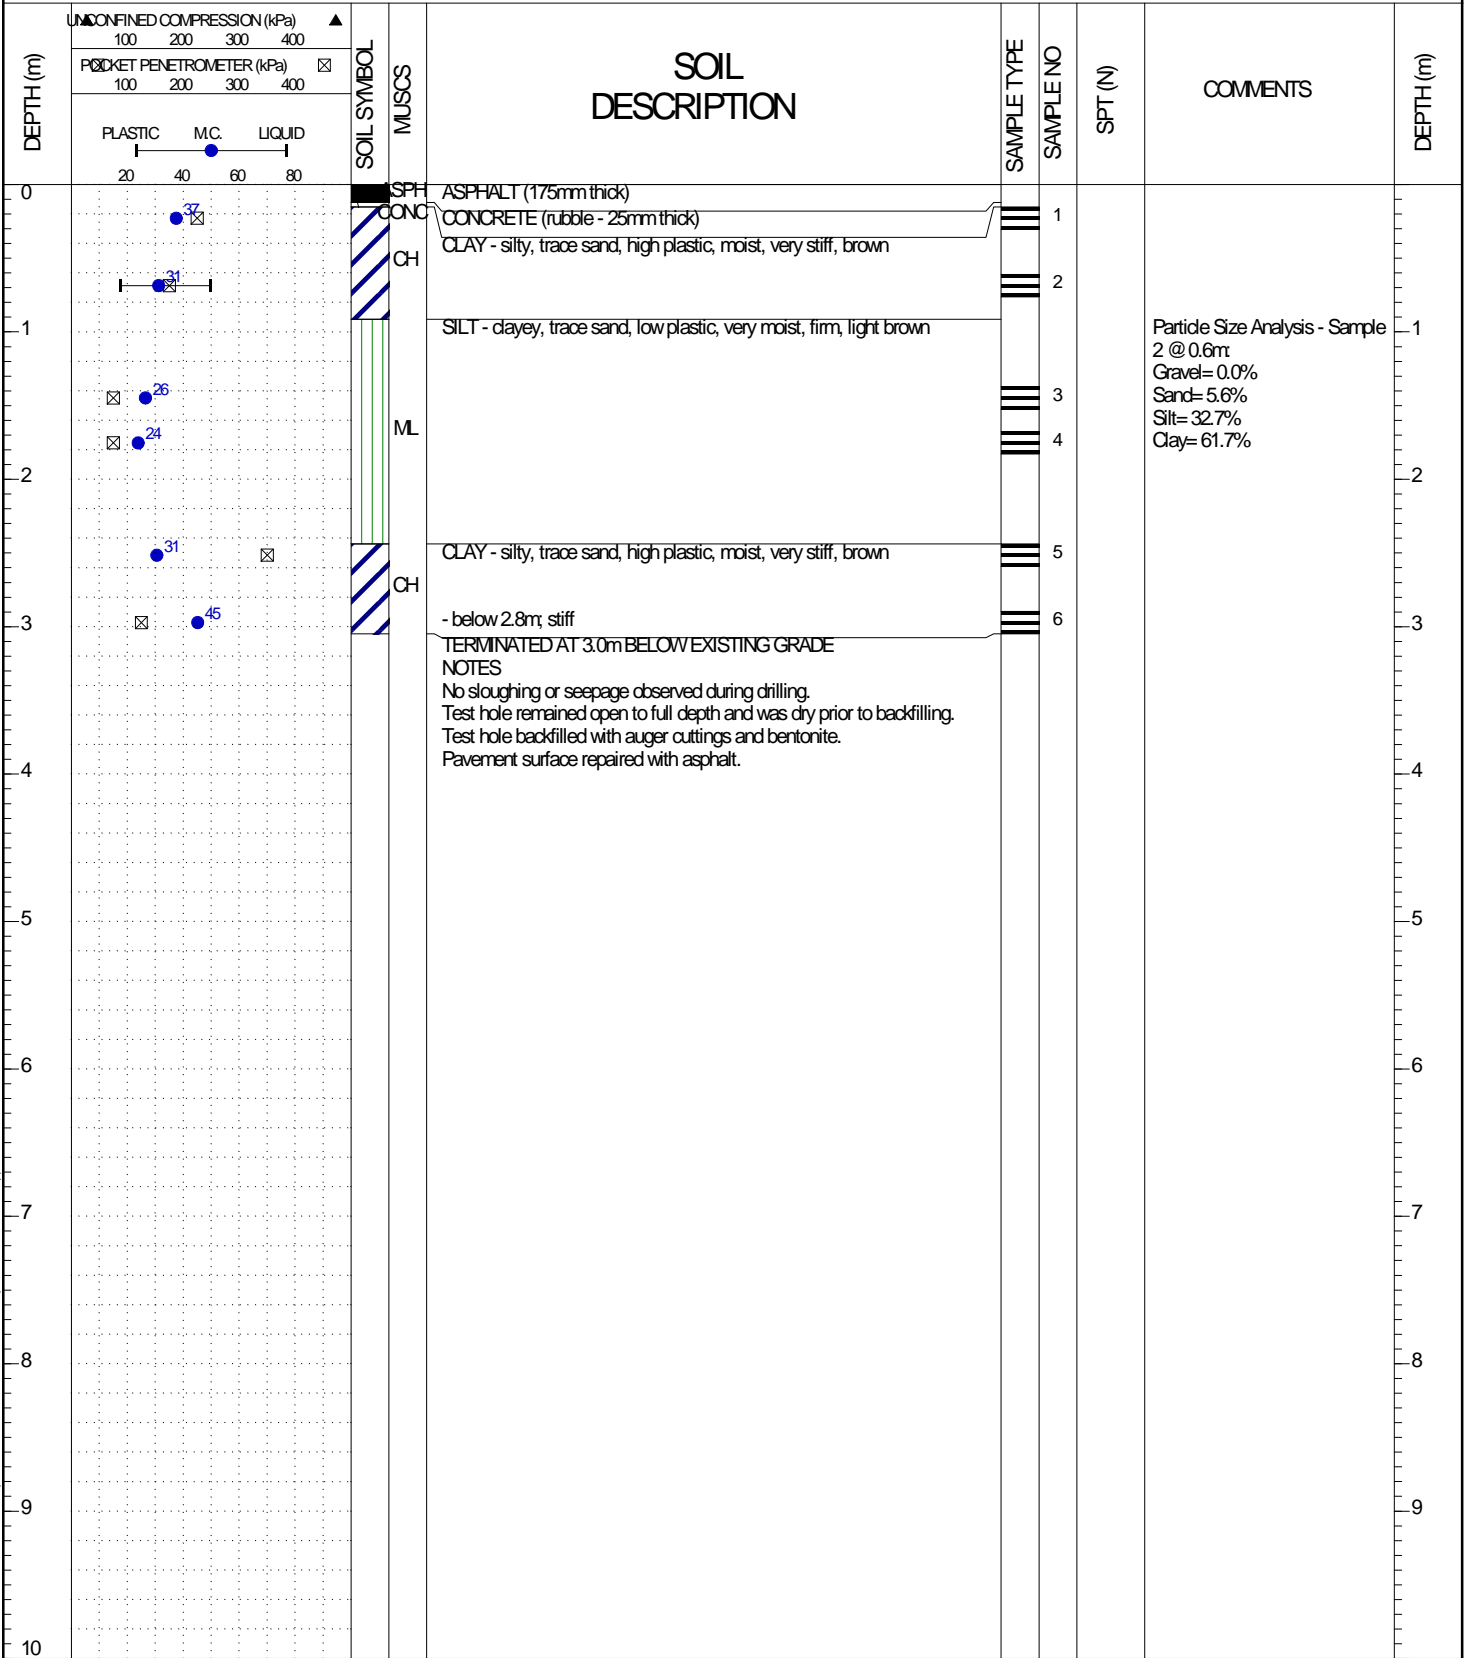 UNCONFINED COMPRESSION (kPa)
100 200 300 400
POCKET PENETROMETER (kPa)
100 200 300 400
PLASTIC M.C. LIQUID
20 40 60 80
DEPTH (m)
SOIL SYMBOL
MUSCS
SOIL
DESCRIPTION
SAMPLE TYPE
SAMPLE NO
SPT (N)
COMMENTS
DEPTH (m)
0
ASPH ASPHALT (175mm thick)
37
CONC CONCRETE (rubble - 25mm thick)
1
CLAY - silty, trace sand, high plastic, moist, very stiff, brown
CH
31
2
1
SILT - clayey, trace sand, low plastic, very moist, firm, light brown
Particle Size Analysis - Sample
2 @ 0.6m:
Gravel= 0.0%
Sand= 5.6%
Silt= 32.7%
Clay= 61.7%
1
26
3
24
ML
4
2
2
31
CLAY - silty, trace sand, high plastic, moist, very stiff, brown
5
CH
45
- below 2.8m; stiff
6
3
3
TERMINATED AT 3.0m BELOW EXISTING GRADE
NOTES
No sloughing or seepage observed during drilling.
Test hole remained open to full depth and was dry prior to backfilling.
Test hole backfilled with auger cuttings and bentonite.
Pavement surface repaired with asphalt.
4
4
5
5
6
6
7
7
8
8
9
9
10